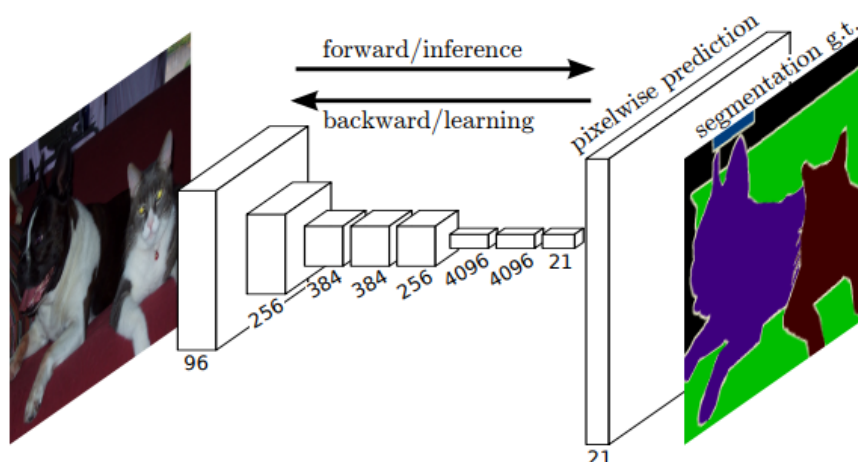 forward/inference
backward/learning
pixelwise prediction
segmentation g.t.
96
256
384
384
256
4096
4096
21
21